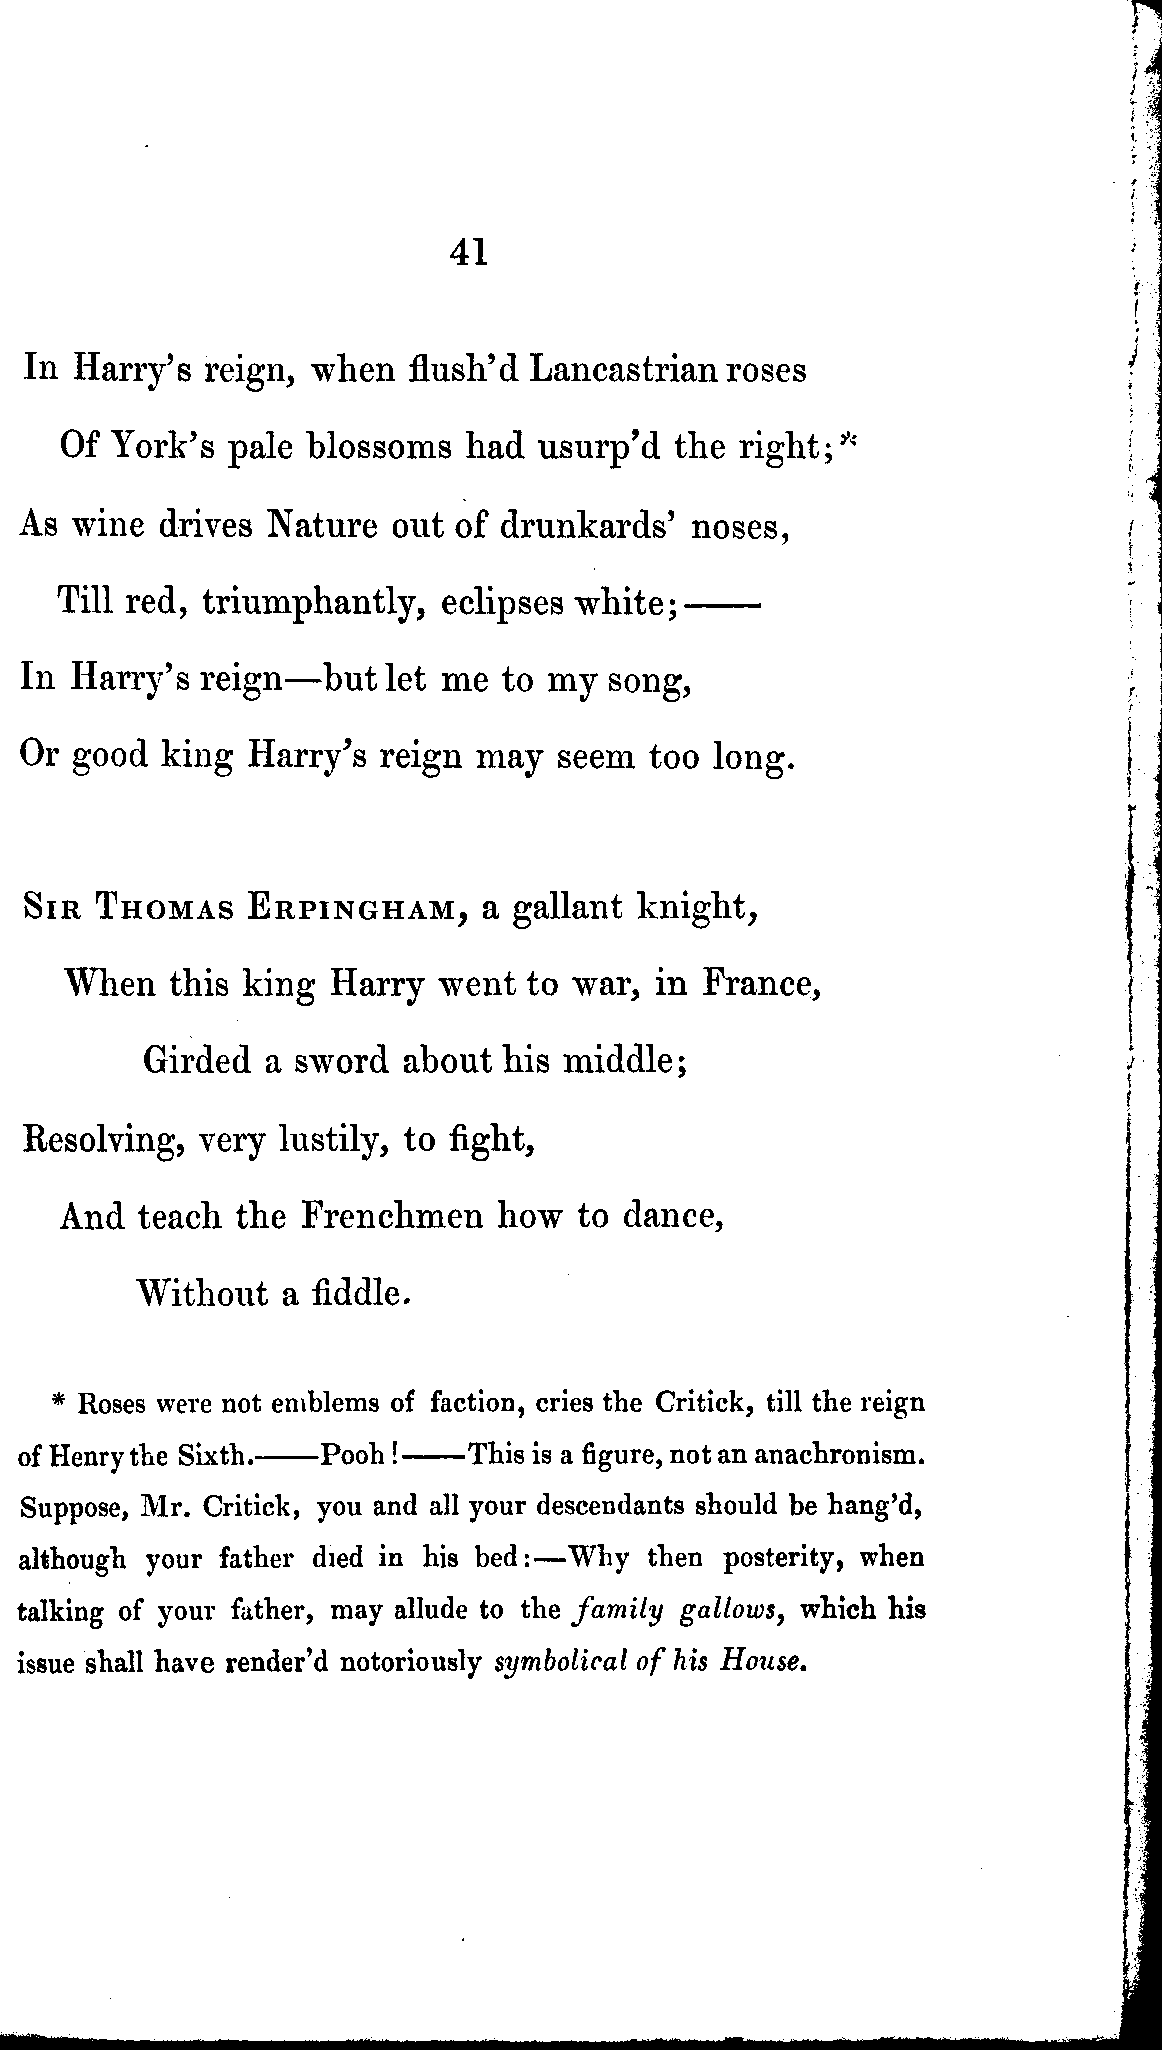 41
In Harry's reign, when flush'd Lancastrian roses
Of York's pale blossoms had usurp'd the right;*
As wine drives Nature out of drunkards' noses,
Till red, triumphantly, eclipses white;——
In Harry's reign—but let me to my song,
Or good king Harry's reign may seem too long.
SIR THOMAS ERPINGHAM, a gallant knight,
When this king Harry went to war, in France,
Girded a sword about his middle;
Resolving, very lustily, to fight,
And teach the Frenchmen how to dance,
Without a fiddle.
* Roses were not emblems of faction, cries the Critick, till the reign
of Henry the Sixth.——Pooh!——This is a figure, not an anachronism.
Suppose, Mr. Critick, you and all your descendants should be hang'd,
although your father died in his bed:—Why then posterity, when
talking of your father, may allude to the family gallows, which his
issue shall have render'd notoriously symbolical of his House.